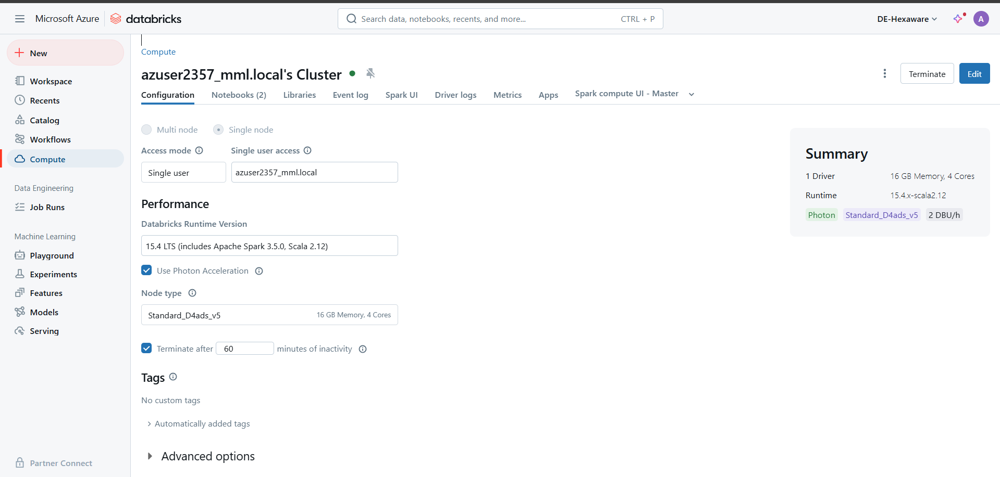 Microsoft Azure databricks
Search data, notebooks, recents, and more... CTRL + P
DE-Hexaware
A
New
Workspace
Recents
Catalog
Workflows
Compute
Data Engineering
Job Runs
Machine Learning
Playground
Experiments
Features
Models
Serving
Partner Connect
Compute
azuser2357_mml.local's Cluster
Terminate
Edit
Configuration Notebooks (2) Libraries Event log Spark UI Driver logs Metrics Apps Spark compute UI - Master
Multi node Single node
Access mode Single user access
Single user azuser2357_mml.local
Performance
Databricks Runtime Version
15.4 LTS (includes Apache Spark 3.5.0, Scala 2.12)
Use Photon Acceleration
Node type
Standard_D4ads_v5 16 GB Memory, 4 Cores
Terminate after 60 minutes of inactivity
Tags
No custom tags
Automatically added tags
Advanced options
Summary
1 Driver 16 GB Memory, 4 Cores
Runtime 15.4.x-scala2.12
Photon Standard_D4ads_v5 2 DBU/h